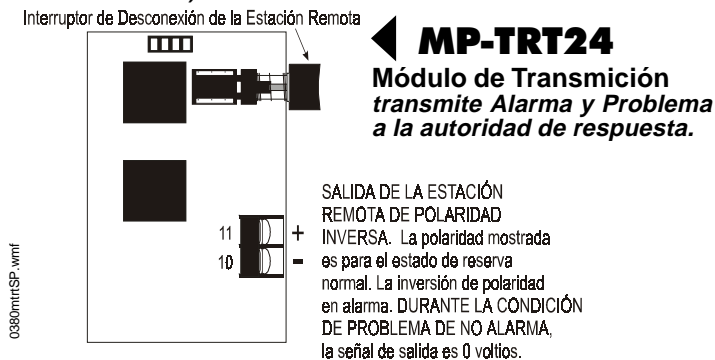 Interruptor de Desconexión de la Estación Remota
MP-TRT24
Módulo de Transmición
transmite Alarma y Problema
a la autoridad de respuesta.
SALIDA DE LA ESTACIÓN
REMOTA DE POLARIDAD
INVERSA. La polaridad mostrada
es para el estado de reserva
normal. La inversión de polaridad
en alarma. DURANTE LA CONDICIÓN
DE PROBLEMA DE NO ALARMA,
la señal de salida es 0 voltios.
11 +
10 -
0380mtrtSP.wmf